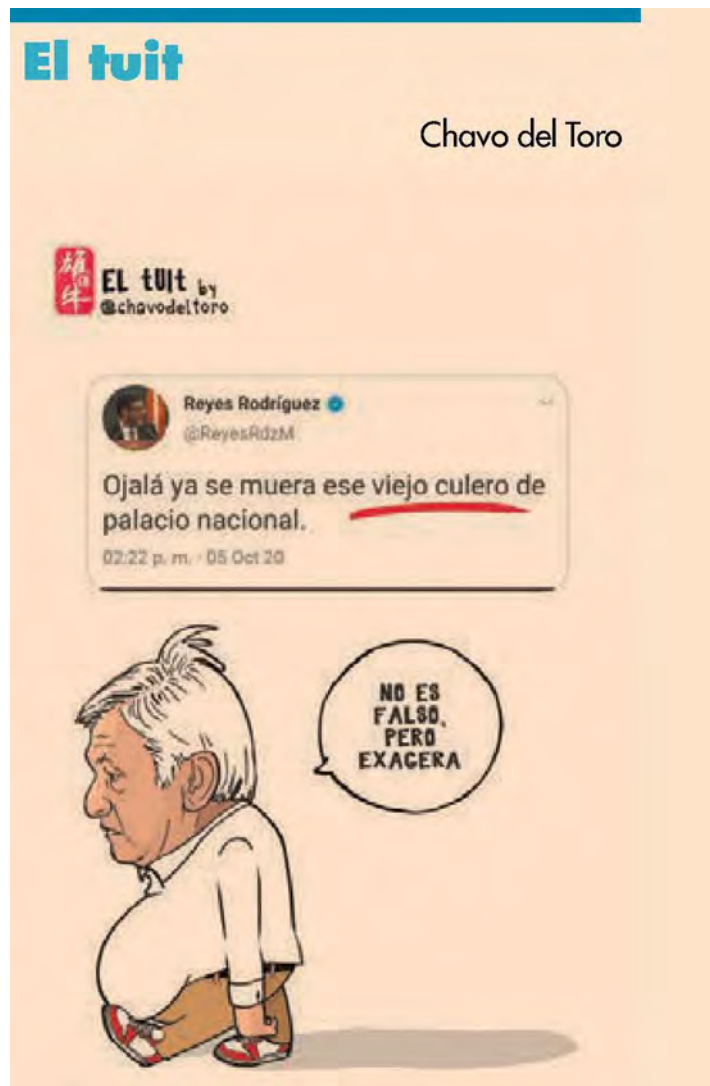 El tuit
Chavo del Toro
EL tUIt by
@chavodeltoro
Reyes Rodríguez
@ReyesRdzM
Ojalá ya se muera ese viejo culero de
palacio nacional.
02:22 p. m. · 05 Oct 20
NO ES
FALSO,
PERO
EXAGERA